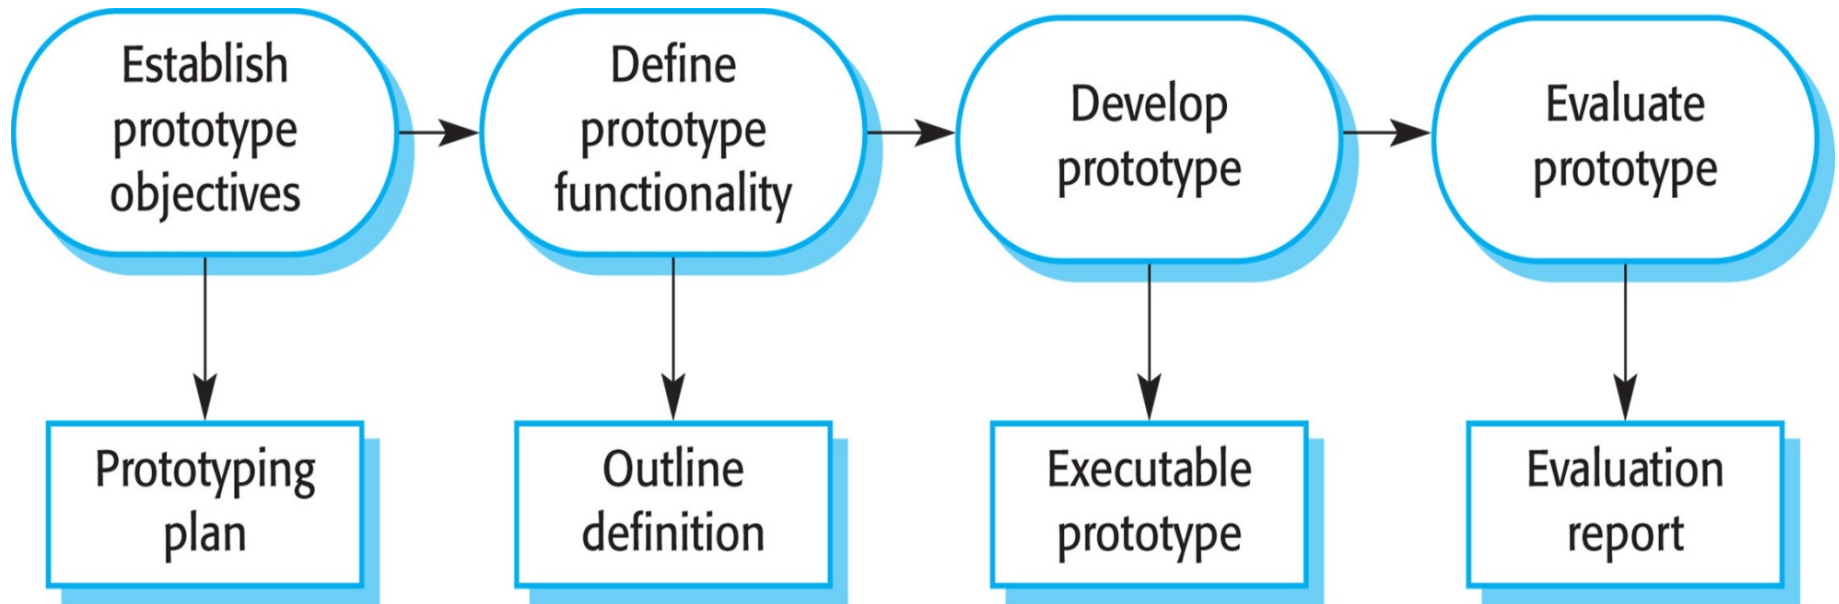 Establish
prototype
objectives
Define
prototype
functionality
Develop
prototype
Evaluate
prototype
Prototyping
plan
Outline
definition
Executable
prototype
Evaluation
report